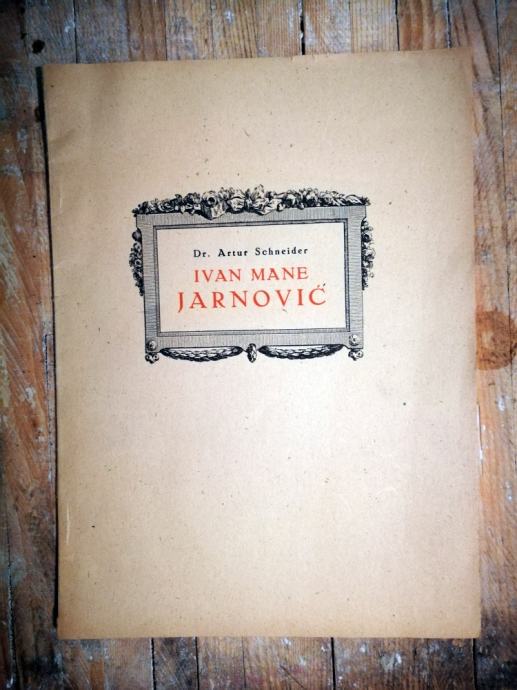 Dr. Artur Schneider
IVAN MANE
JARNOVIĆ